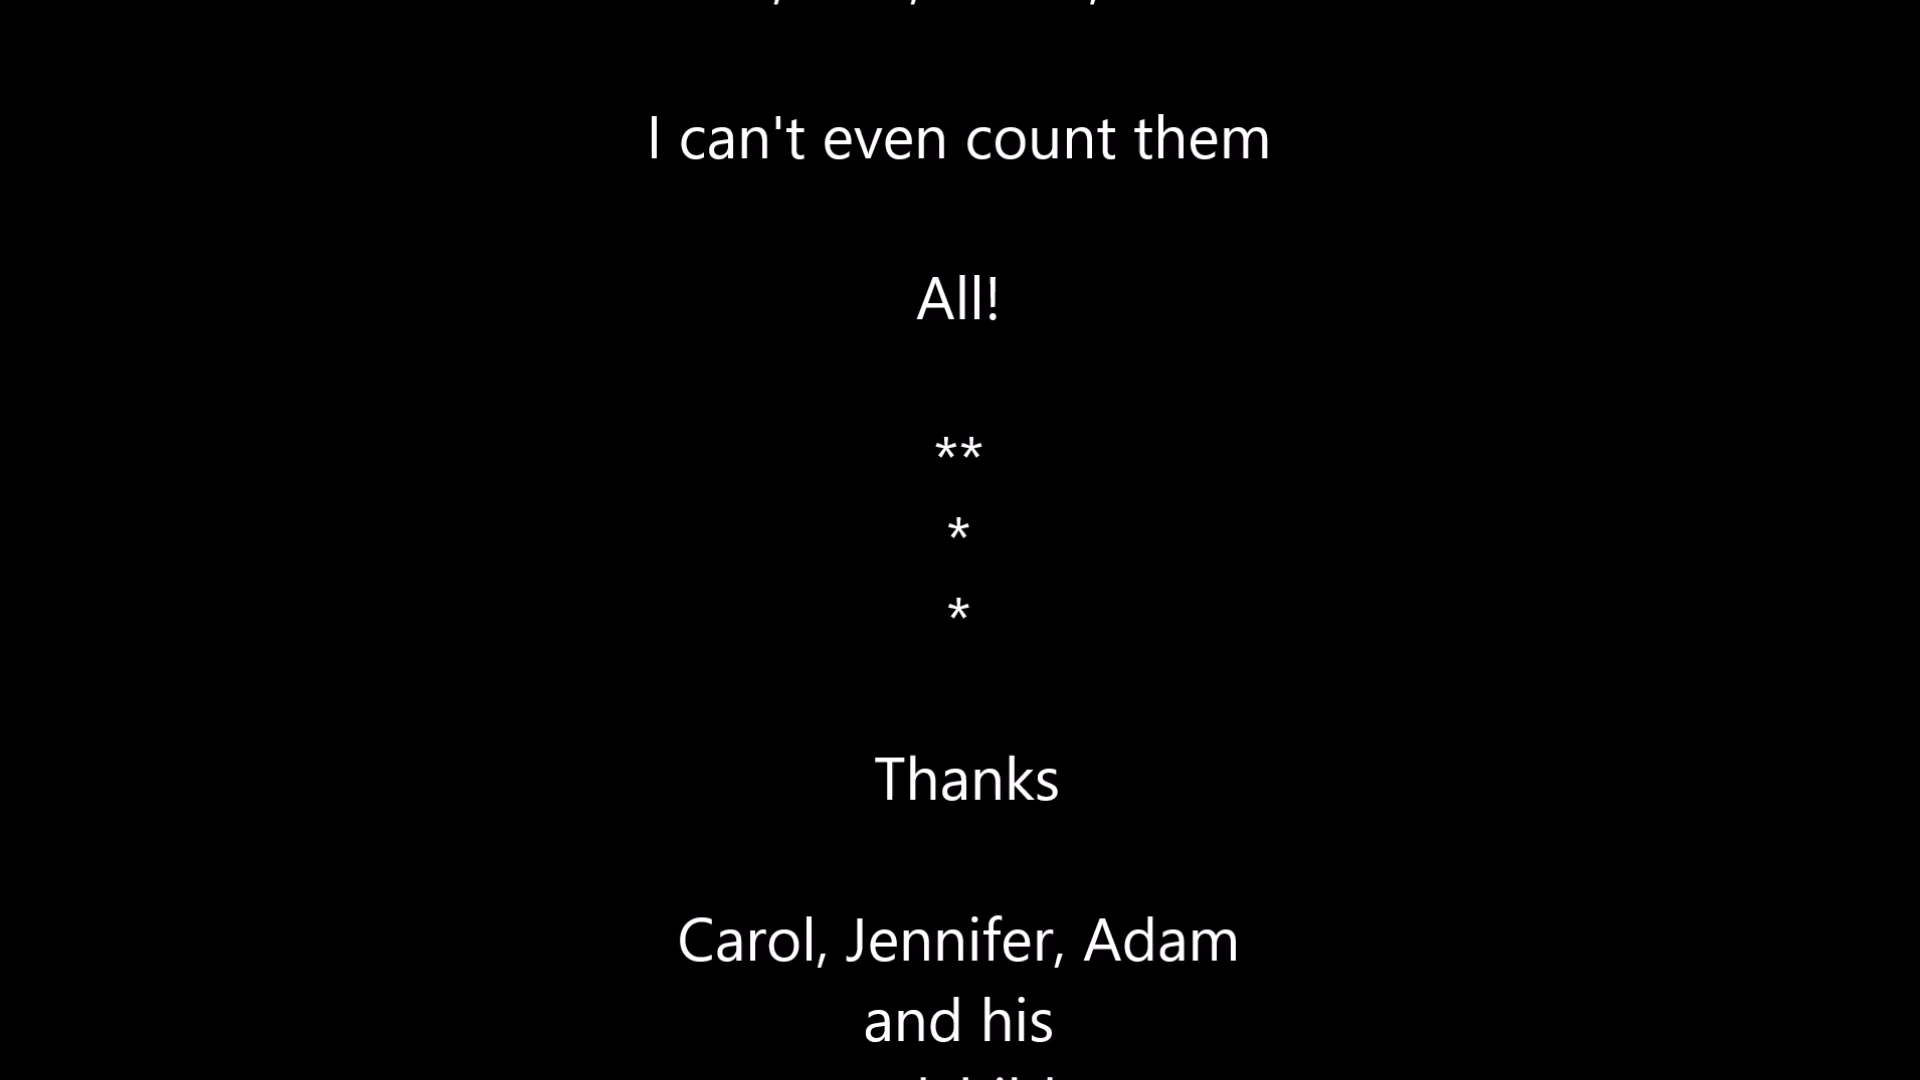 I can't even count them
All!
**
*
*
Thanks
Carol, Jennifer, Adam
and his